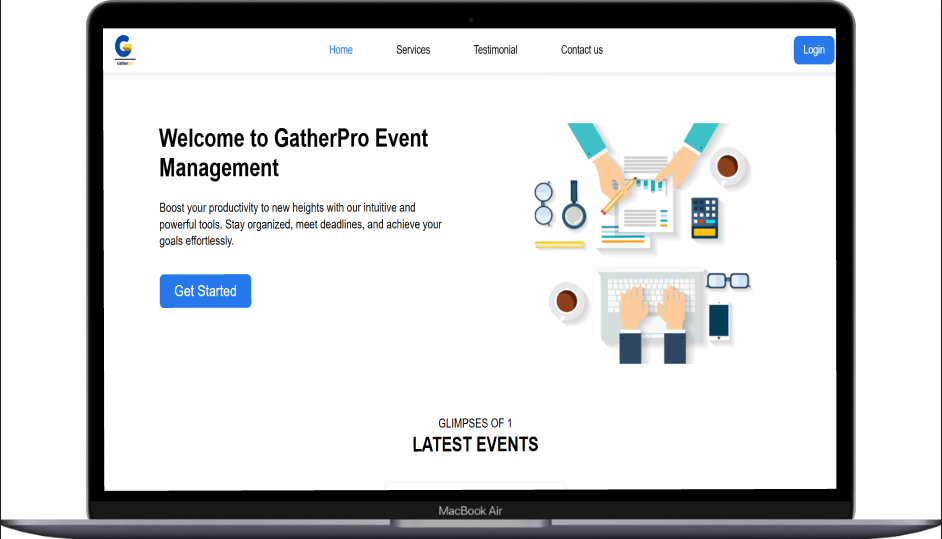 GatherPro
Home
Services
Testimonial
Contact us
Login
Welcome to GatherPro Event
Management
Boost your productivity to new heights with our intuitive and
powerful tools. Stay organized, meet deadlines, and achieve your
goals effortlessly.
Get Started
GLIMPSES OF 1
LATEST EVENTS
MacBook Air